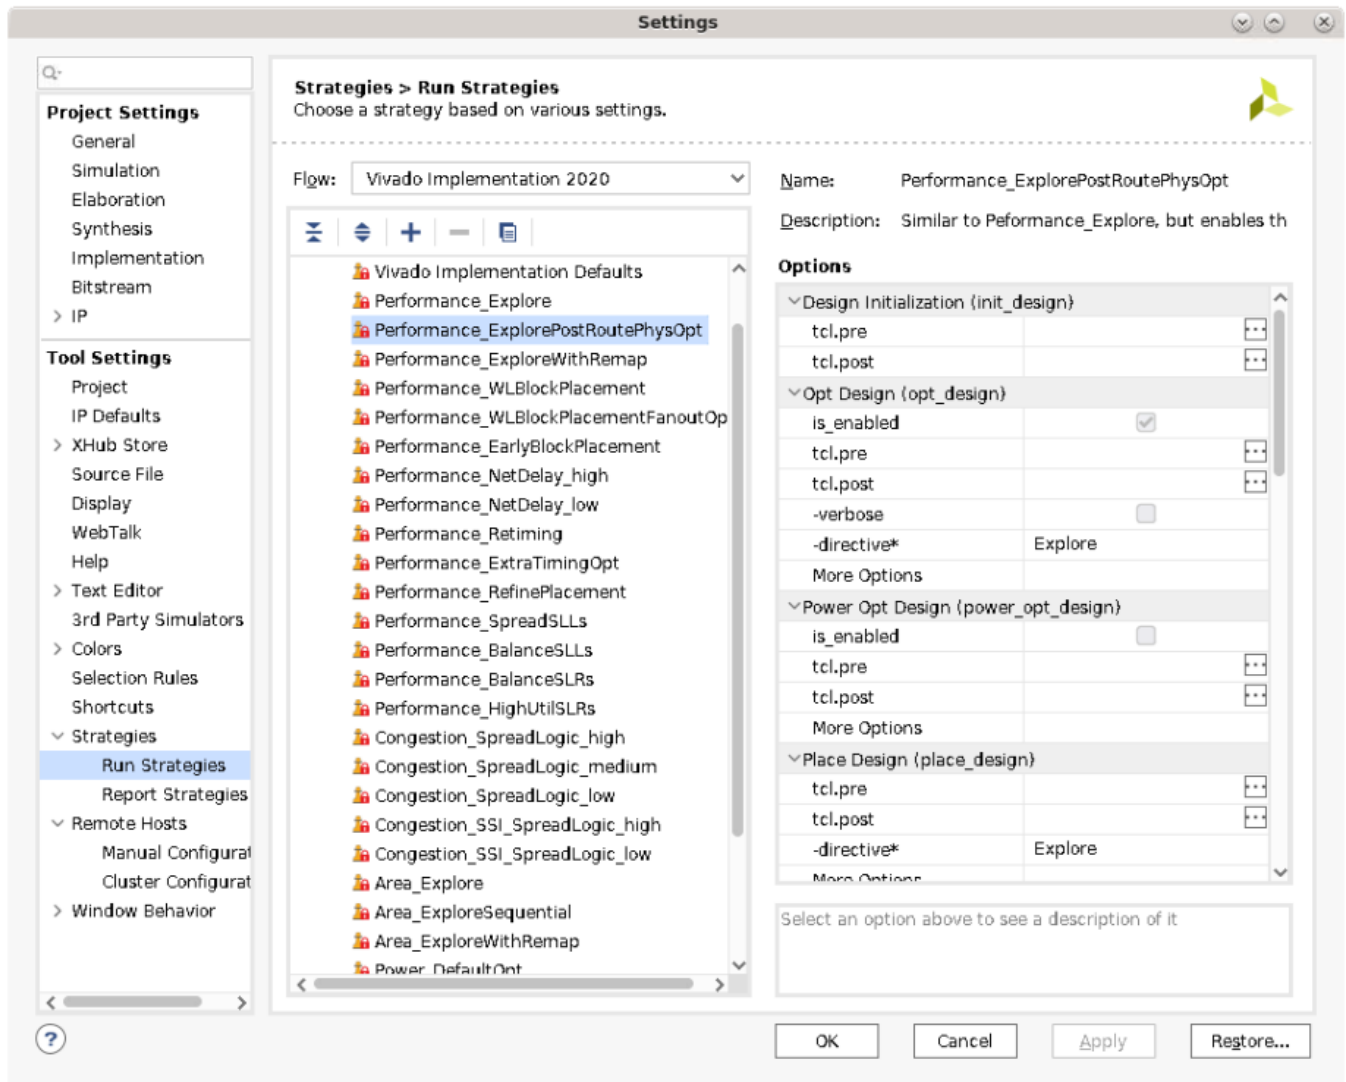 Settings
Project Settings
General
Simulation
Elaboration
Synthesis
Implementation
Bitstream
IP
Tool Settings
Project
IP Defaults
XHub Store
Source File
Display
WebTalk
Help
Text Editor
3rd Party Simulators
Colors
Selection Rules
Shortcuts
Strategies
Run Strategies
Report Strategies
Remote Hosts
Manual Configurat
Cluster Configurat
Window Behavior
Strategies > Run Strategies
Choose a strategy based on various settings.
Flow: Vivado Implementation 2020
Vivado Implementation Defaults
Performance_Explore
Performance_ExplorePostRoutePhysOpt
Performance_ExploreWithRemap
Performance_WLBlockPlacement
Performance_WLBlockPlacementFanoutOp
Performance_EarlyBlockPlacement
Performance_NetDelay_high
Performance_NetDelay_low
Performance_Retiming
Performance_ExtraTimingOpt
Performance_RefinePlacement
Performance_SpreadSLLs
Performance_BalanceSLLs
Performance_BalanceSLRs
Performance_HighUtilSLRs
Congestion_SpreadLogic_high
Congestion_SpreadLogic_medium
Congestion_SpreadLogic_low
Congestion_SSI_SpreadLogic_high
Congestion_SSI_SpreadLogic_low
Area_Explore
Area_ExploreSequential
Area_ExploreWithRemap
Power_DefaultOpt
Name: Performance_ExplorePostRoutePhysOpt
Description: Similar to Peformance_Explore, but enables th
Options
Design Initialization (init_design)
tcl.pre
tcl.post
Opt Design (opt_design)
is_enabled
tcl.pre
tcl.post
-verbose
-directive* Explore
More Options
Power Opt Design (power_opt_design)
is_enabled
tcl.pre
tcl.post
More Options
Place Design (place_design)
tcl.pre
tcl.post
-directive* Explore
More Options
Select an option above to see a description of it
?
OK
Cancel
Apply
Restore...